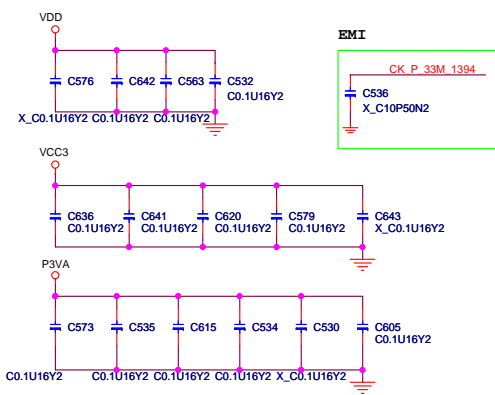 VDD
EMI
CK_P_33M_1394
C576 C642 C563 C532
C0.1U16Y2
X_C0.1U16Y2 C0.1U16Y2 C0.1U16Y2
C536
X_C10P50N2
VCC3
C636 C641 C620 C579 C643
C0.1U16Y2 C0.1U16Y2 C0.1U16Y2 C0.1U16Y2 X_C0.1U16Y2
P3VA
C573 C535 C615 C534 C530 C605
C0.1U16Y2
C0.1U16Y2 C0.1U16Y2 C0.1U16Y2 C0.1U16Y2 X_C0.1U16Y2